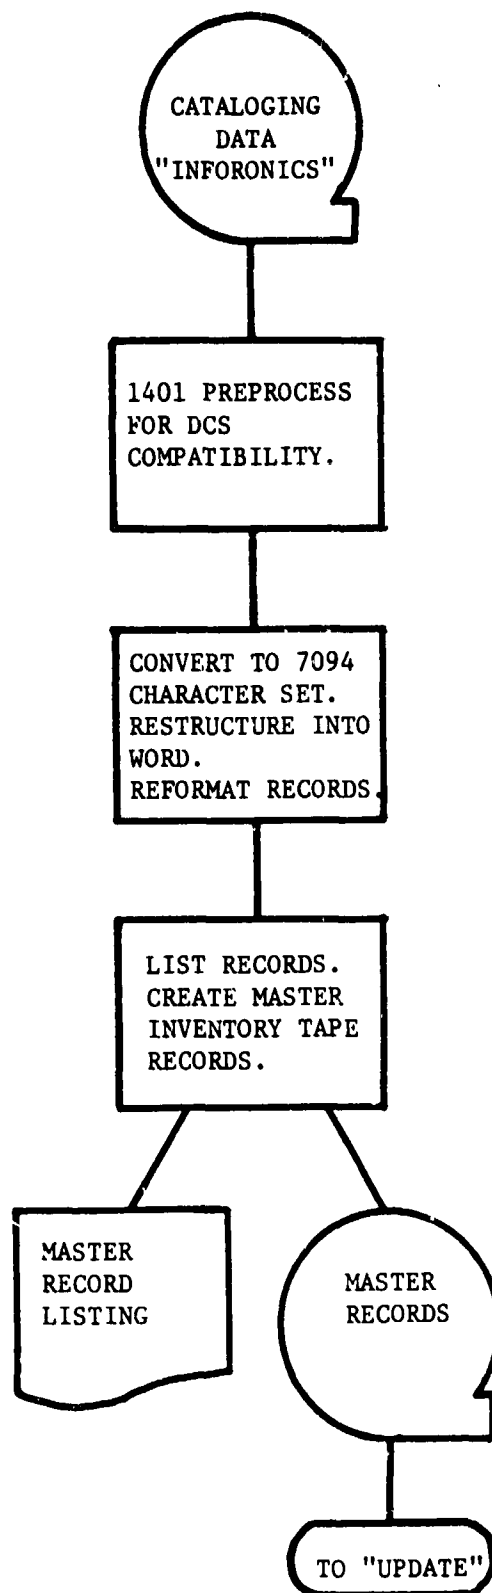 CATALOGING
DATA
"INFORONICS"
1401 PREPROCESS
FOR DCS
COMPATIBILITY.
CONVERT TO 7094
CHARACTER SET.
RESTRUCTURE INTO
WORD.
REFORMAT RECORDS.
LIST RECORDS.
CREATE MASTER
INVENTORY TAPE
RECORDS.
MASTER
RECORD
LISTING
MASTER
RECORDS
TO "UPDATE"